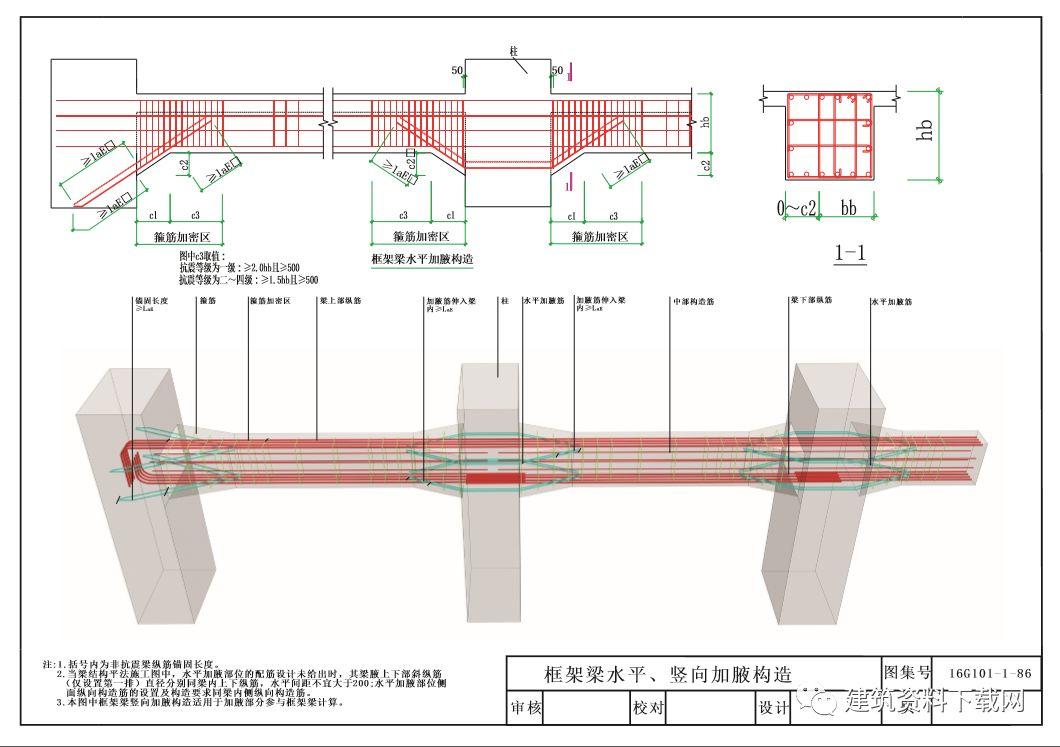 柱
50
50
1
hb
c2
≥laE□
≥laE□
c2
≥laE□
≥laE□
c2
≥laE□
1
c1
c3
c3
c1
c1
c3
箍筋加密区
箍筋加密区
箍筋加密区
框架梁水平加腋构造
图中c3取值：
抗震等级为一级：≥2.0hb且≥500
抗震等级为二～四级：≥1.5hb且≥500
hb
0～c2
bb
1-1
锚固长度
≥LaE
箍筋
箍筋加密区
梁上部纵筋
加腋筋伸入梁
内≥LaE
柱
水平加腋筋
加腋筋伸入梁
内≥LaE
中部构造筋
梁下部纵筋
水平加腋筋
注:1.括号内为非抗震梁纵筋锚固长度。
2.当梁结构平法施工图中，水平加腋部位的配筋设计未给出时，其梁腋上下部斜纵筋
（仅设置第一排）直径分别同梁内上下纵筋，水平间距不宜大于200;水平加腋部位侧
面纵向构造筋的设置及构造要求同梁内侧纵向构造筋。
3.本图中框架梁竖向加腋构造适用于加腋部分参与框架梁计算。
框架梁水平、竖向加腋构造
图集号
16G101-1-86
审核
校对
设计
建筑资料下载网